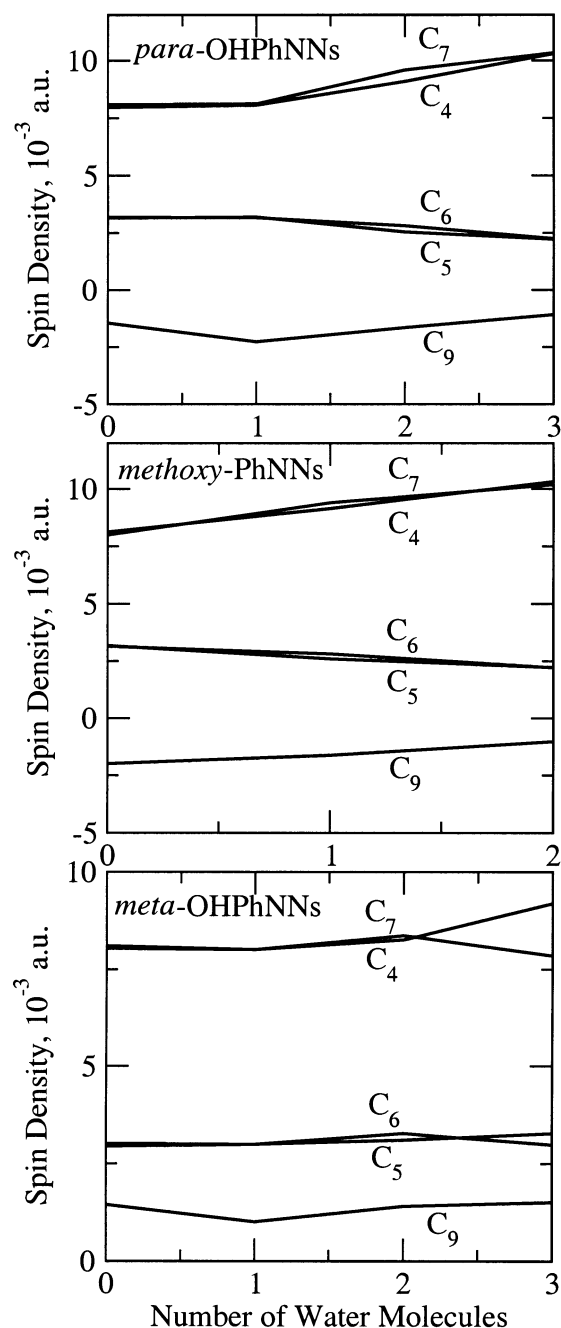 para-OHPhNNs
C7
C4
C6
C5
C9
10
5
0
-5
Spin Density, 10^-3 a.u.
0 1 2 3
methoxy-PhNNs
C7
C4
C6
C5
C9
10
5
0
-5
Spin Density, 10^-3 a.u.
0 1 2
meta-OHPhNNs
C7
C4
C6
C5
C9
10
5
0
Spin Density, 10^-3 a.u.
0 1 2 3
Number of Water Molecules